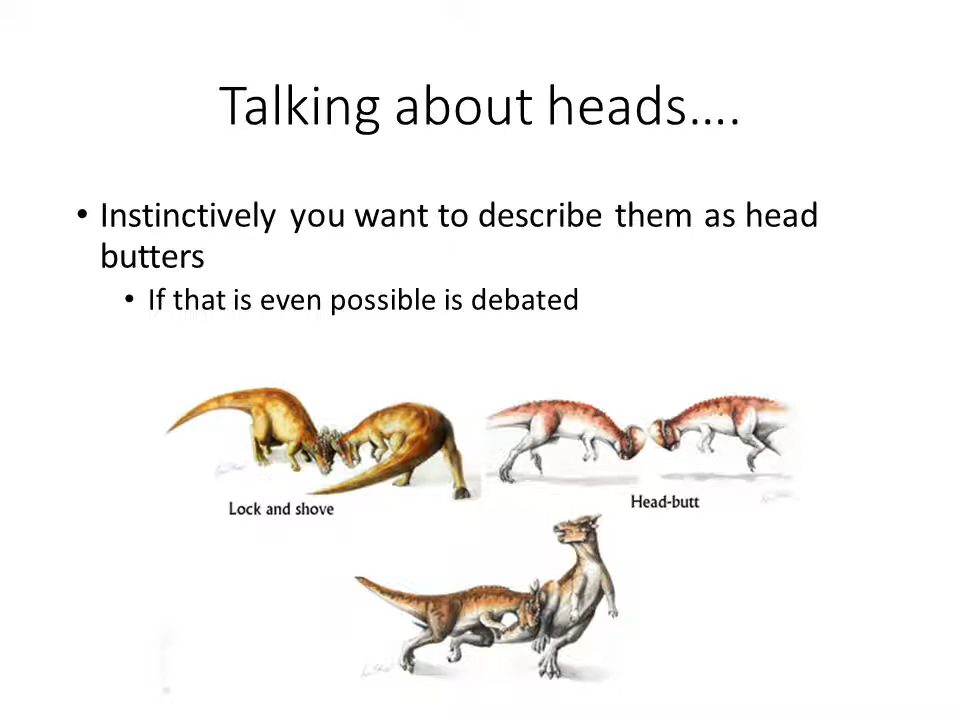 Talking about heads....
• Instinctively you want to describe them as head
butters
• If that is even possible is debated
Lock and shove
Head-butt